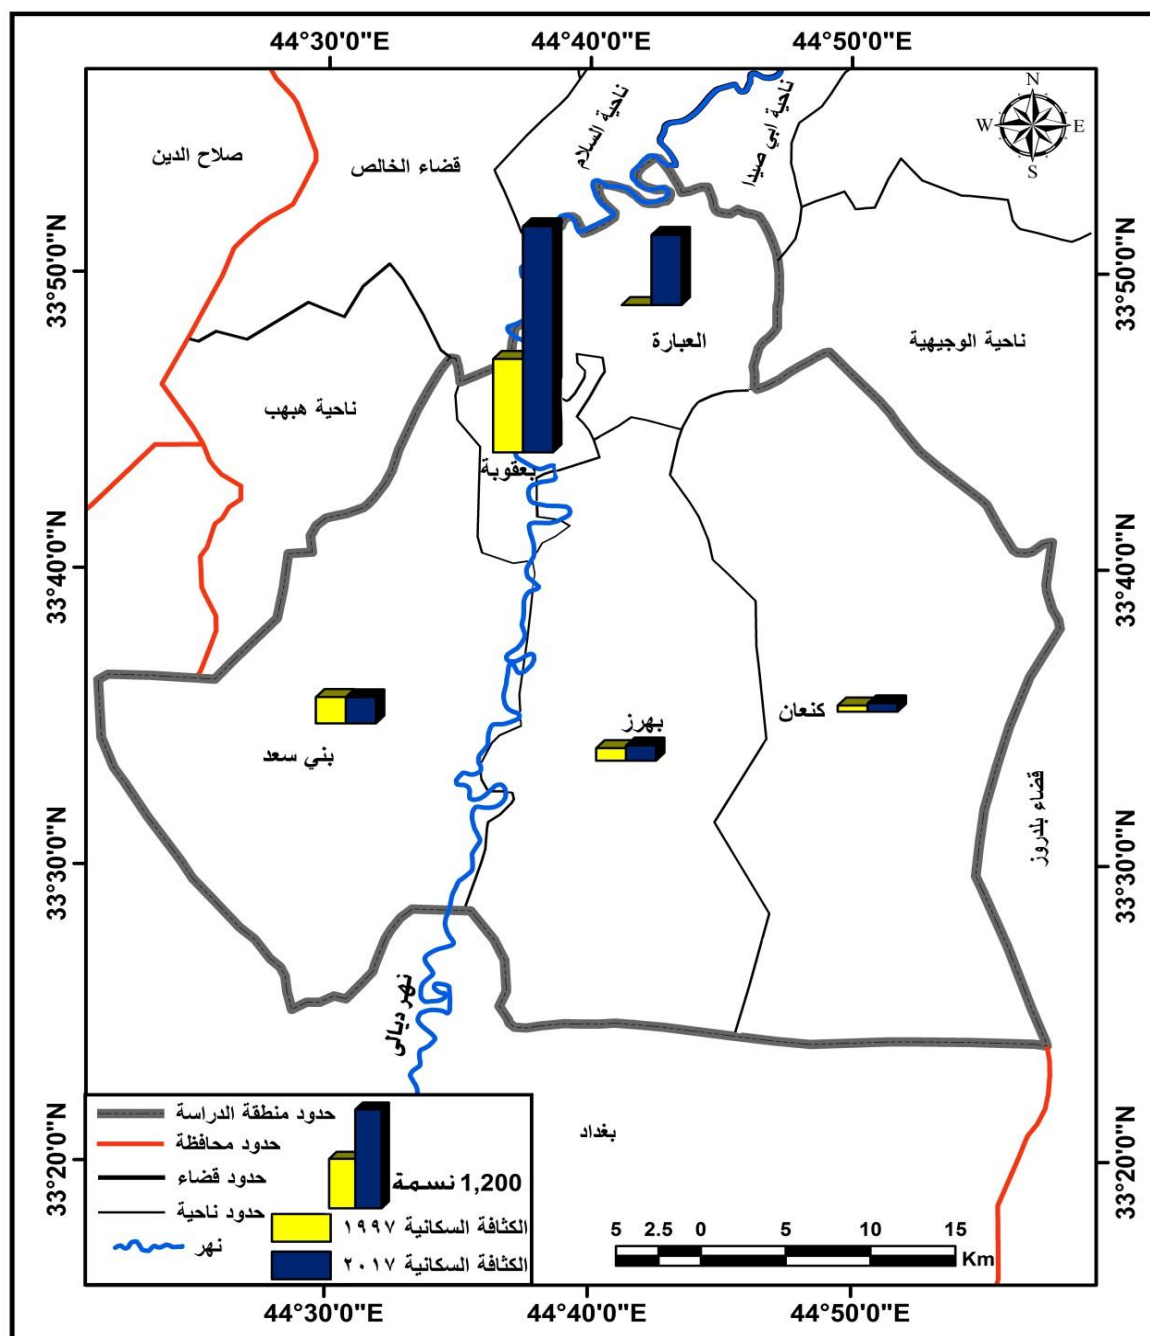 44°30'0"E 44°40'0"E 44°50'0"E
N
W E
S
صلاح الدين
قضاء الخالص
ناحية السلام
ناحية ابي صيدا
33°50'0"N
33°50'0"N
العبارة
ناحية الوجيهية
ناحية هبهب
بعقوبة
33°40'0"N
33°40'0"N
كنعان
بهرز
بني سعد
قضاء بلدروز
33°30'0"N
33°30'0"N
نهر ديالى
حدود منطقة الدراسة
حدود محافظة
حدود قضاء
حدود ناحية
نهر
1,200 نسمة
الكثافة السكانية ١٩٩٧
الكثافة السكانية ٢٠١٧
بغداد
33°20'0"N
33°20'0"N
5 2.5 0 5 10 15
Km
44°30'0"E 44°40'0"E 44°50'0"E